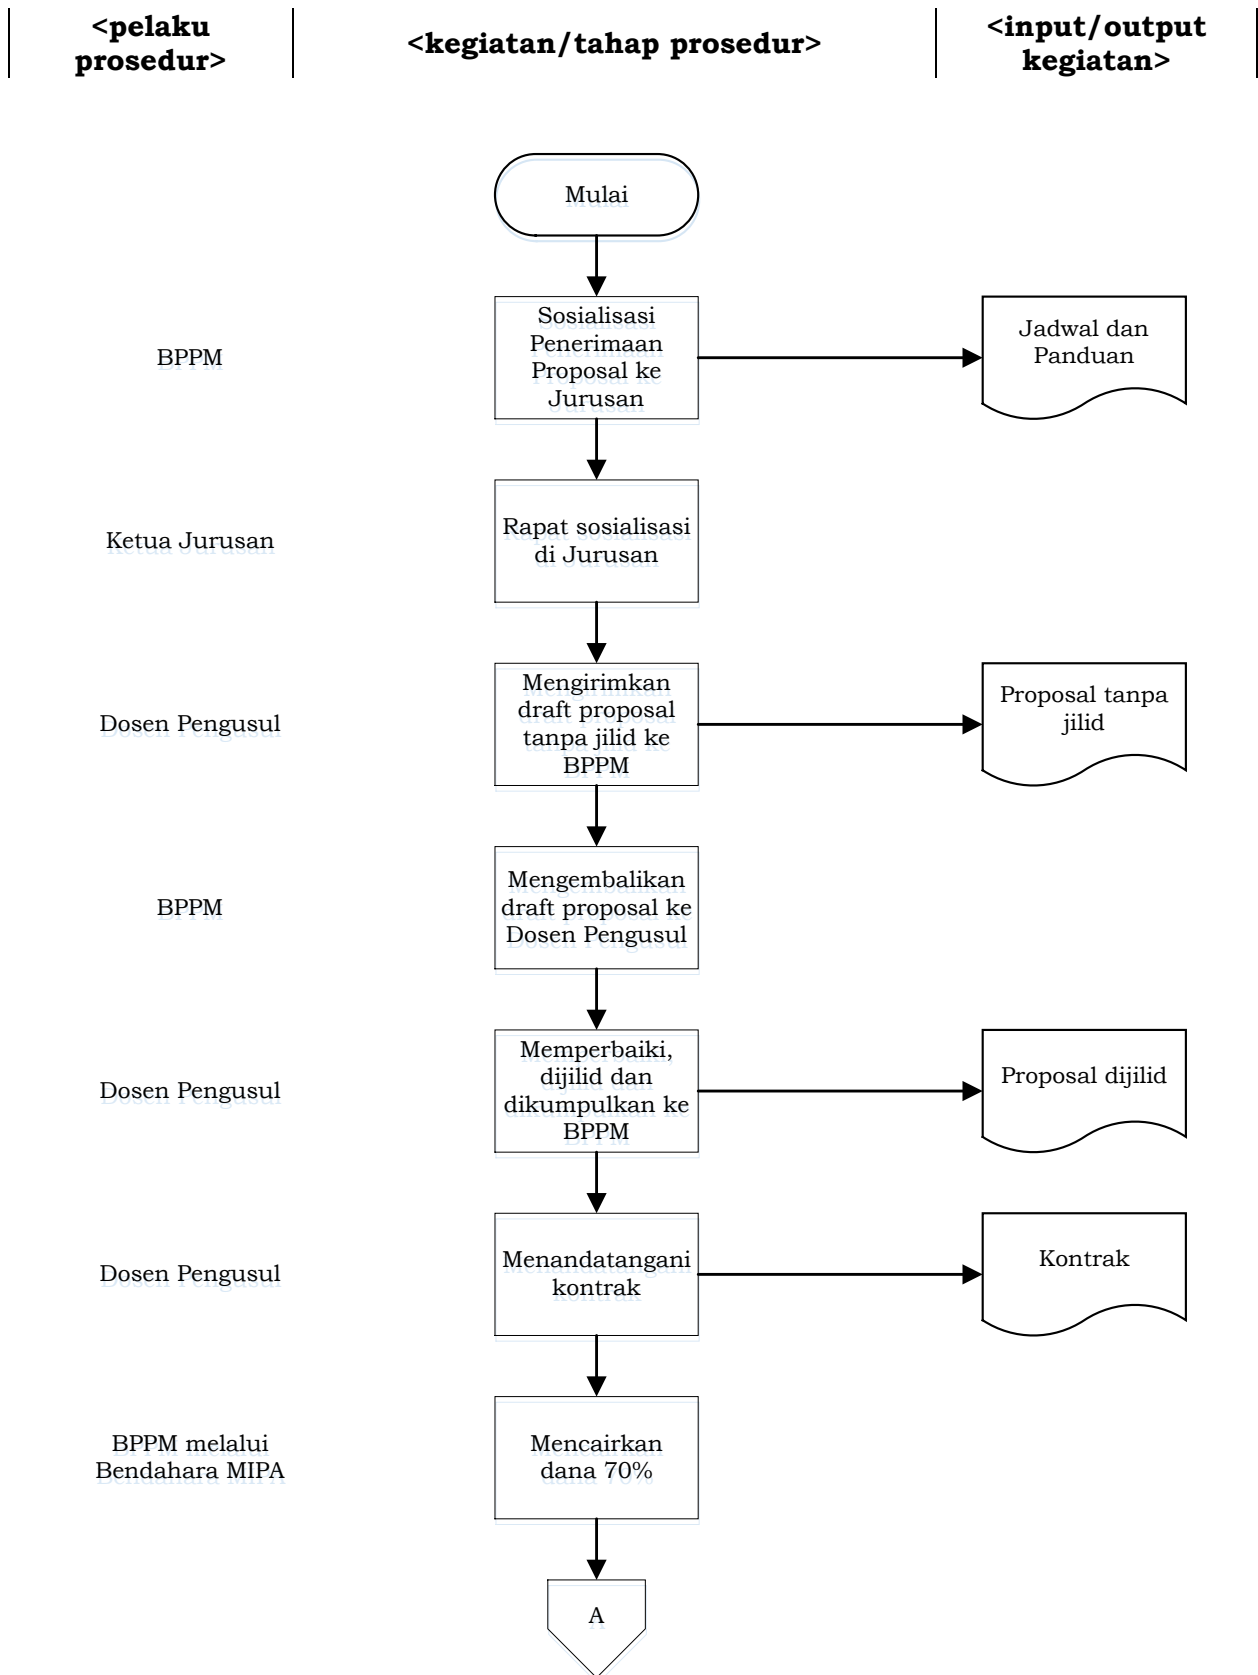 <pelaku
prosedur>
<kegiatan/tahap prosedur>
<input/output
kegiatan>
Mulai
BPPM
Sosialisasi
Penerimaan
Proposal ke
Jurusan
Jadwal dan
Panduan
Ketua Jurusan
Rapat sosialisasi
di Jurusan
Dosen Pengusul
Mengirimkan
draft proposal
tanpa jilid ke
BPPM
Proposal tanpa
jilid
BPPM
Mengembalikan
draft proposal ke
Dosen Pengusul
Dosen Pengusul
Memperbaiki,
dijilid dan
dikumpulkan ke
BPPM
Proposal dijilid
Dosen Pengusul
Menandatangani
kontrak
Kontrak
BPPM melalui
Bendahara MIPA
Mencairkan
dana 70%
A